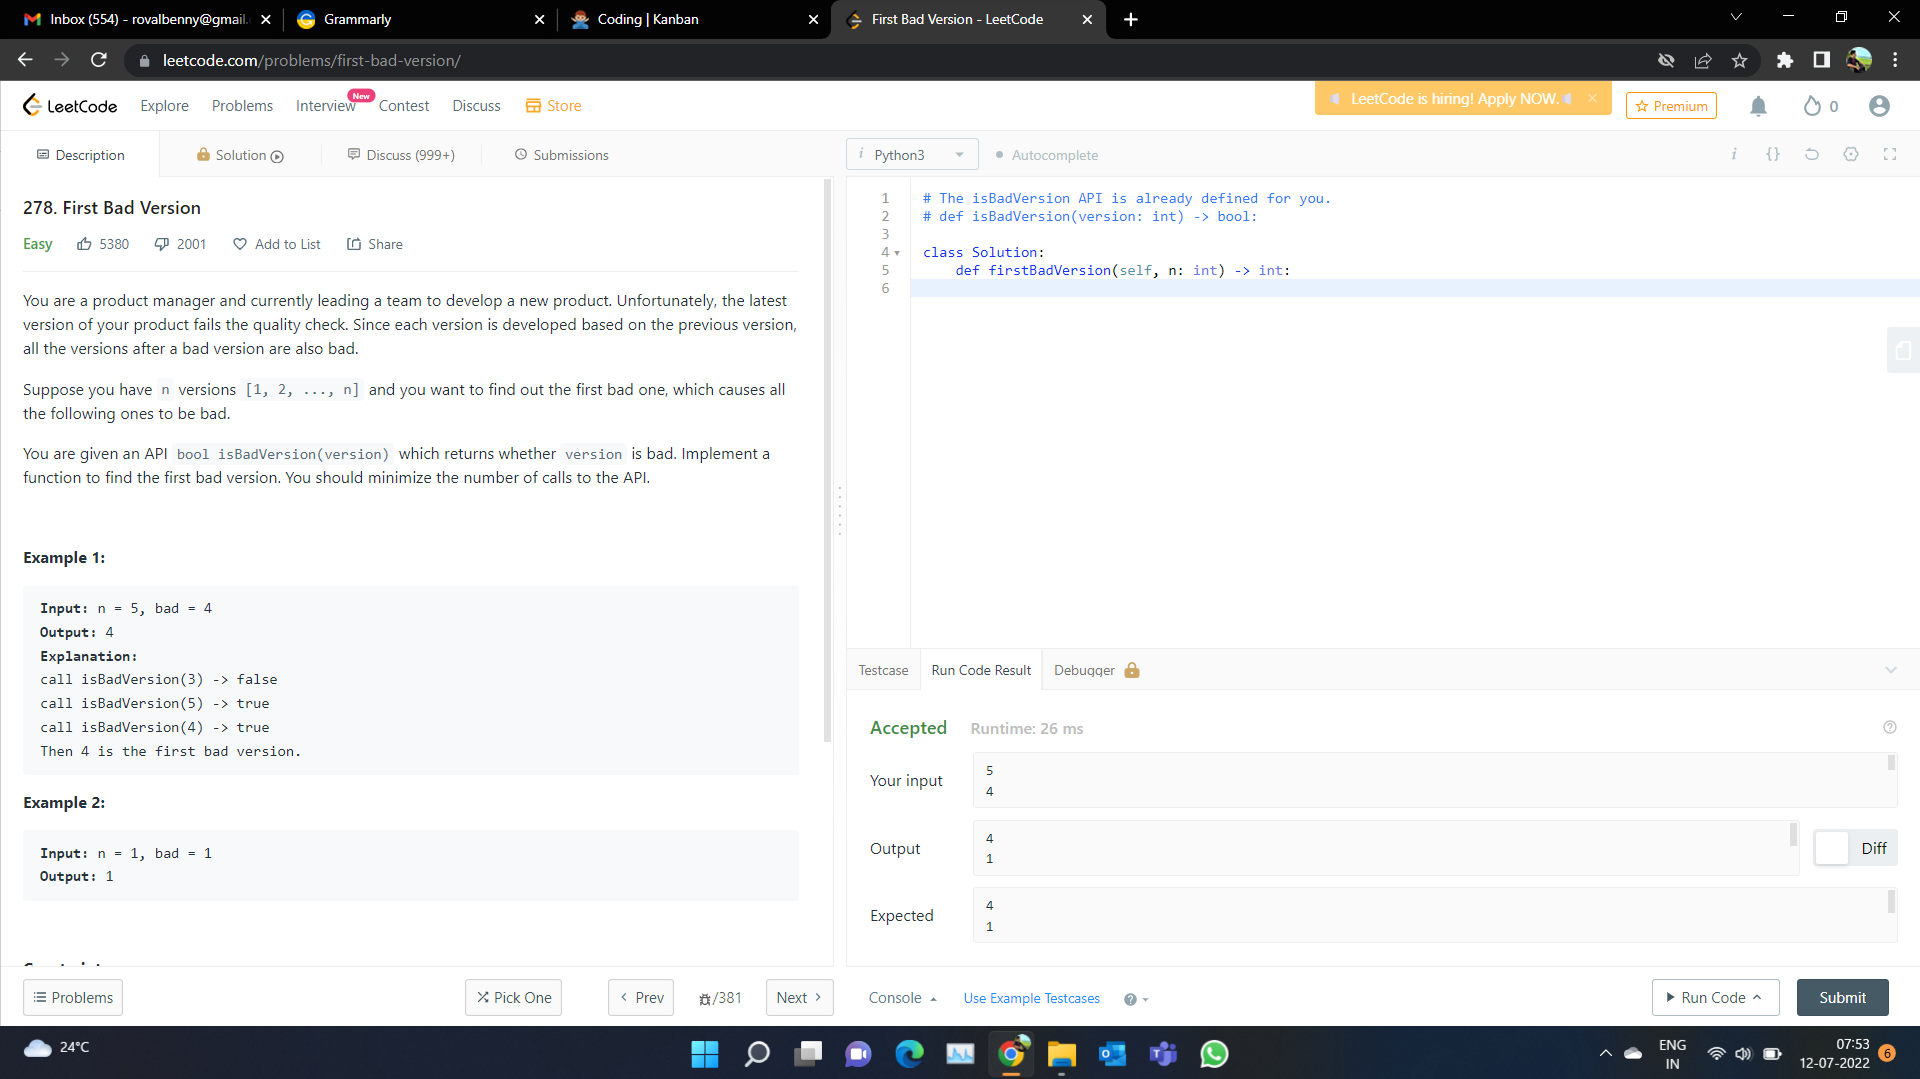 Inbox (554) - rovalbenny@gmail.
Grammarly
Coding | Kanban
First Bad Version - LeetCode
leetcode.com/problems/first-bad-version/
LeetCode
Explore
Problems
Interview
New
Contest
Discuss
Store
LeetCode is hiring! Apply NOW.
Premium
0
Description
Solution
Discuss (999+)
Submissions
i Python3
Autocomplete
i
{}
278. First Bad Version
Easy
5380
2001
Add to List
Share
You are a product manager and currently leading a team to develop a new product. Unfortunately, the latest
version of your product fails the quality check. Since each version is developed based on the previous version,
all the versions after a bad version are also bad.
Suppose you have n versions [1, 2, ..., n] and you want to find out the first bad one, which causes all
the following ones to be bad.
You are given an API bool isBadVersion(version) which returns whether version is bad. Implement a
function to find the first bad version. You should minimize the number of calls to the API.
Example 1:
Input: n = 5, bad = 4
Output: 4
Explanation:
call isBadVersion(3) -> false
call isBadVersion(5) -> true
call isBadVersion(4) -> true
Then 4 is the first bad version.
Example 2:
Input: n = 1, bad = 1
Output: 1
1 # The isBadVersion API is already defined for you.
2 # def isBadVersion(version: int) -> bool:
3
4 class Solution:
5 def firstBadVersion(self, n: int) -> int:
6
Testcase
Run Code Result
Debugger
Accepted
Runtime: 26 ms
Your input
5
4
Output
4
1
Diff
Expected
4
1
Problems
Pick One
Prev
/381
Next
Console
Use Example Testcases
Run Code
Submit
24°C
ENG
IN
07:53
12-07-2022
6